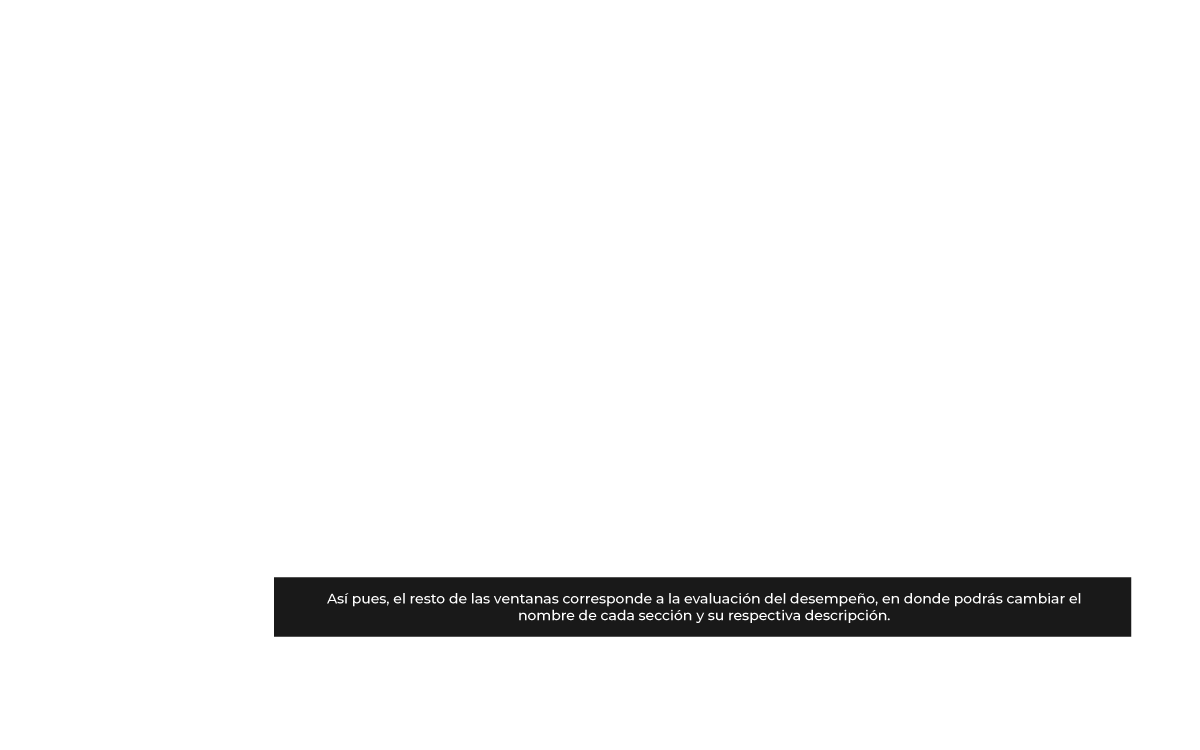 Así pues, el resto de las ventanas corresponde a la evaluación del desempeño, en donde podrás cambiar el
nombre de cada sección y su respectiva descripción.